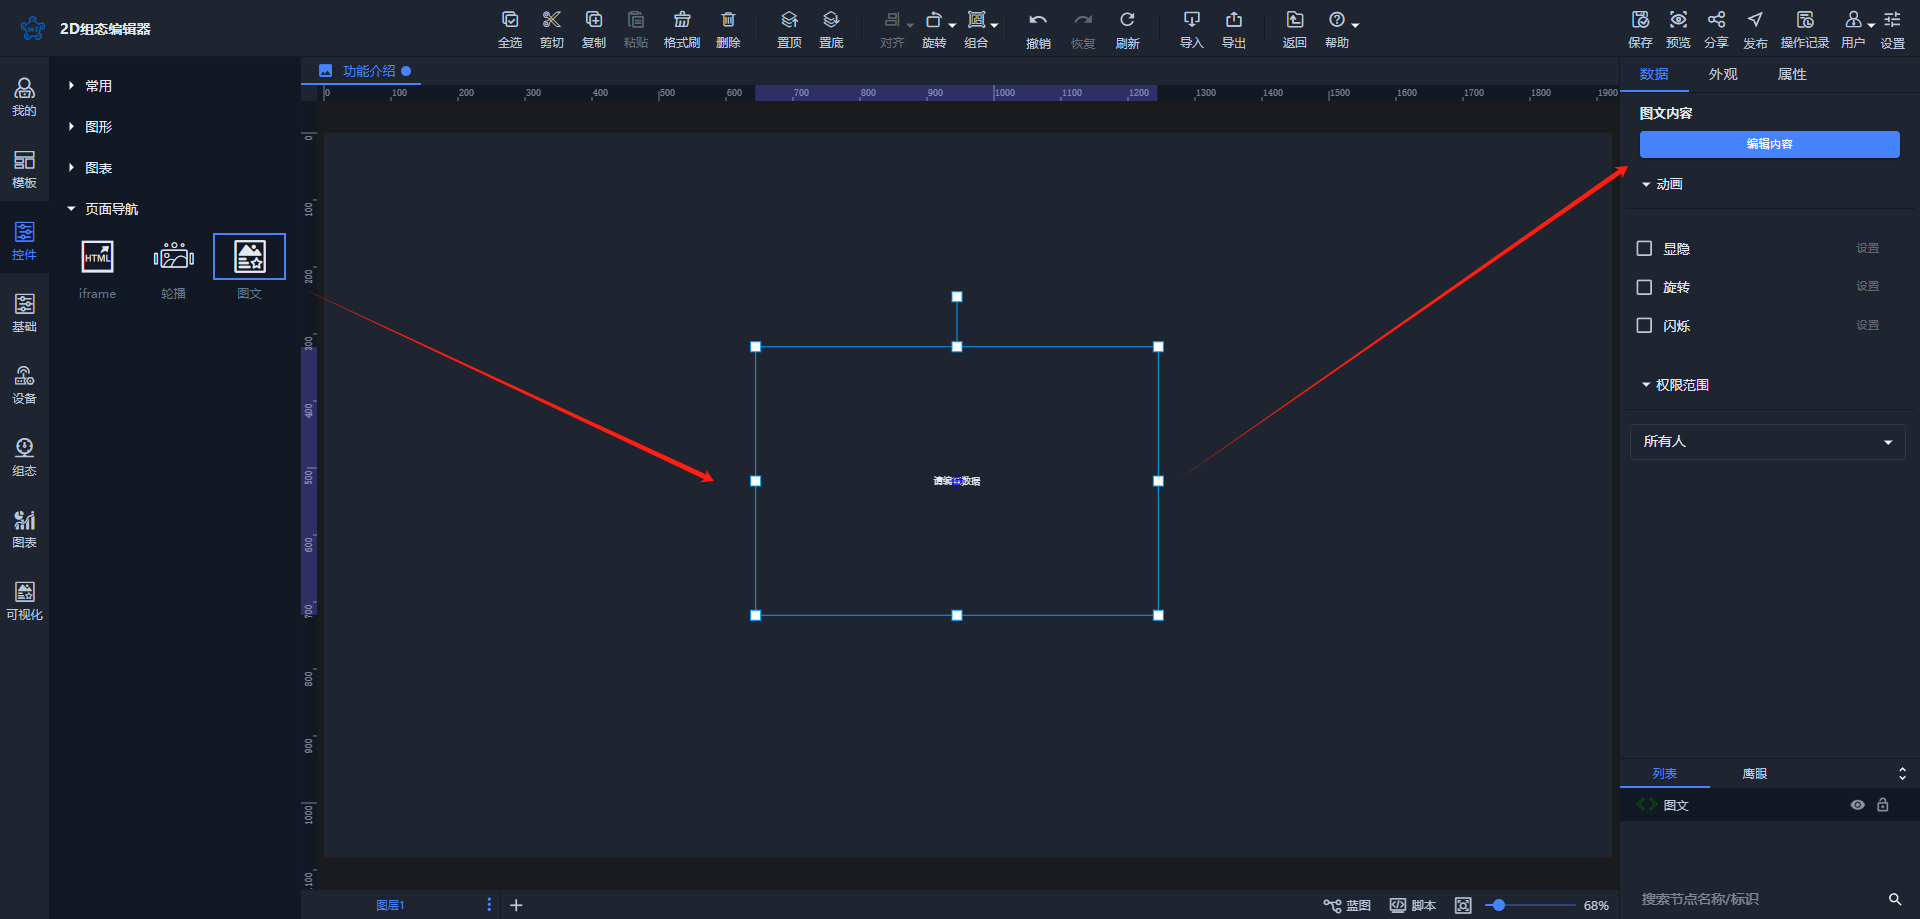 2D组态编辑器
全选 剪切 复制 粘贴 格式刷 删除 置顶 置底 对齐 旋转 组合 撤销 恢复 刷新 导入 导出 返回 帮助 保存 预览 分享 发布 操作记录 用户 设置
我的
模板
控件
基础
设备
组态
图表
可视化
常用
图形
图表
页面导航
HTML
iframe 轮播 图文
功能介绍
0 100 200 300 400 500 600 700 800 900 1000 1100 1200 1300 1400 1500 1600 1700 1800 1900
0
100
200
300
400
500
600
700
800
900
1000
数据 外观 属性
图文内容
编辑内容
动画
显隐 设置
旋转 设置
闪烁 设置
权限范围
所有人
列表 鹰眼
图文
搜索节点名称/标识
图层1
蓝图 脚本 68%